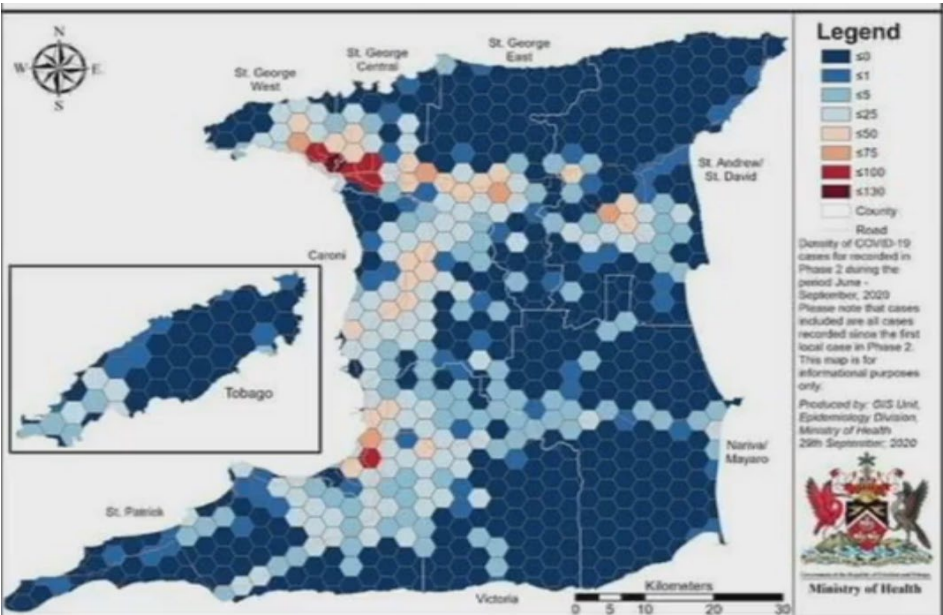 N
W
E
S
St. George
West
St. George
Central
St. George
East
St. Andrew/
St. David
Caroni
Tobago
Nariva/
Mayaro
St. Patrick
Victoria
Kilometers
0 5 10 20 30
Legend
≤0
≤1
≤5
≤25
≤50
≤75
≤100
≤130
County
Road
Density of COVID-19
cases for recorded in
Phase 2 during the
period June -
September, 2020
Please note that cases
included are all cases
recorded since the first
local case in Phase 2.
This map is for
informational purposes
only.
Produced by: GIS Unit,
Epidemiology Division,
Ministry of Health
29th September, 2020
Ministry of Health